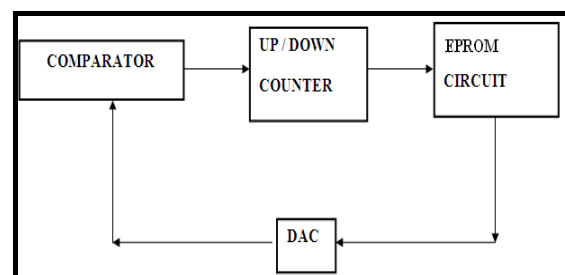 COMPARATOR
UP / DOWN
COUNTER
EPROM
CIRCUIT
DAC